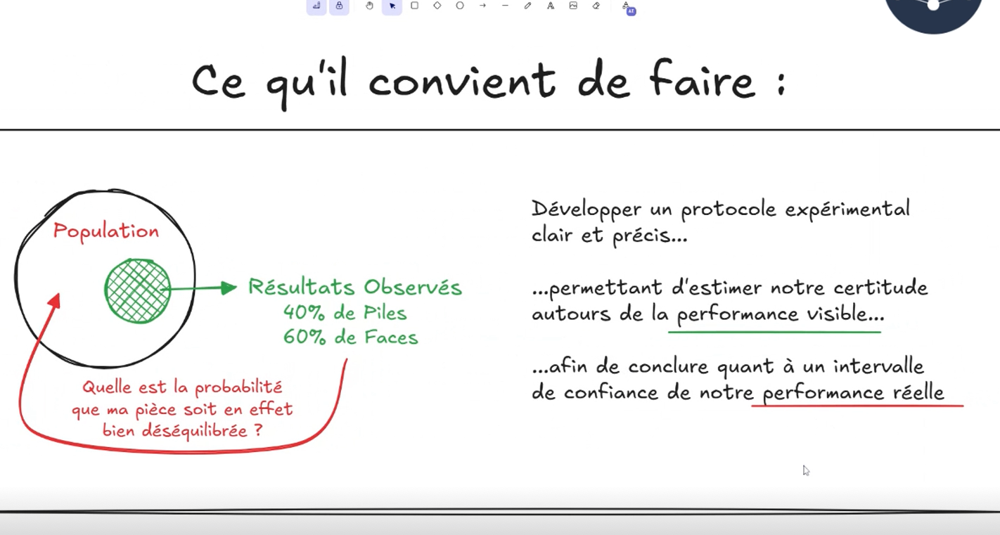 Ce qu'il convient de faire :
Population
Résultats Observés
40% de Piles
60% de Faces
Quelle est la probabilité
que ma pièce soit en effet
bien déséquilibrée ?
Développer un protocole expérimental
clair et précis...
...permettant d'estimer notre certitude
autours de la performance visible...
...afin de conclure quant à un intervalle
de confiance de notre performance réelle